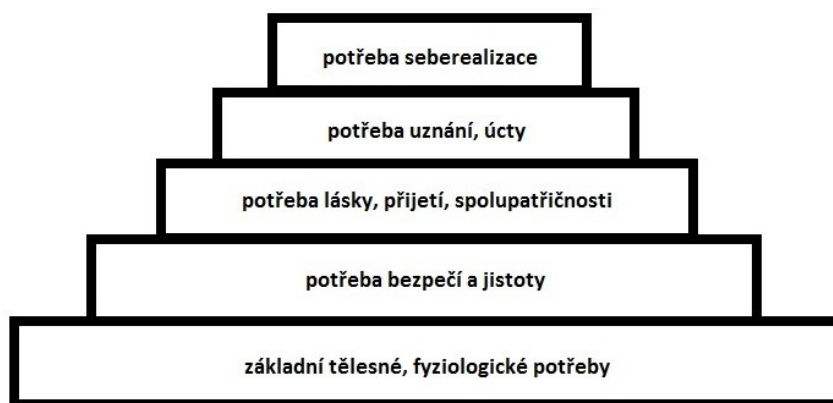 potřeba seberealizace
potřeba uznání, úcty
potřeba lásky, přijetí, spolupatřičnosti
potřeba bezpečí a jistoty
základní tělesné, fyziologické potřeby